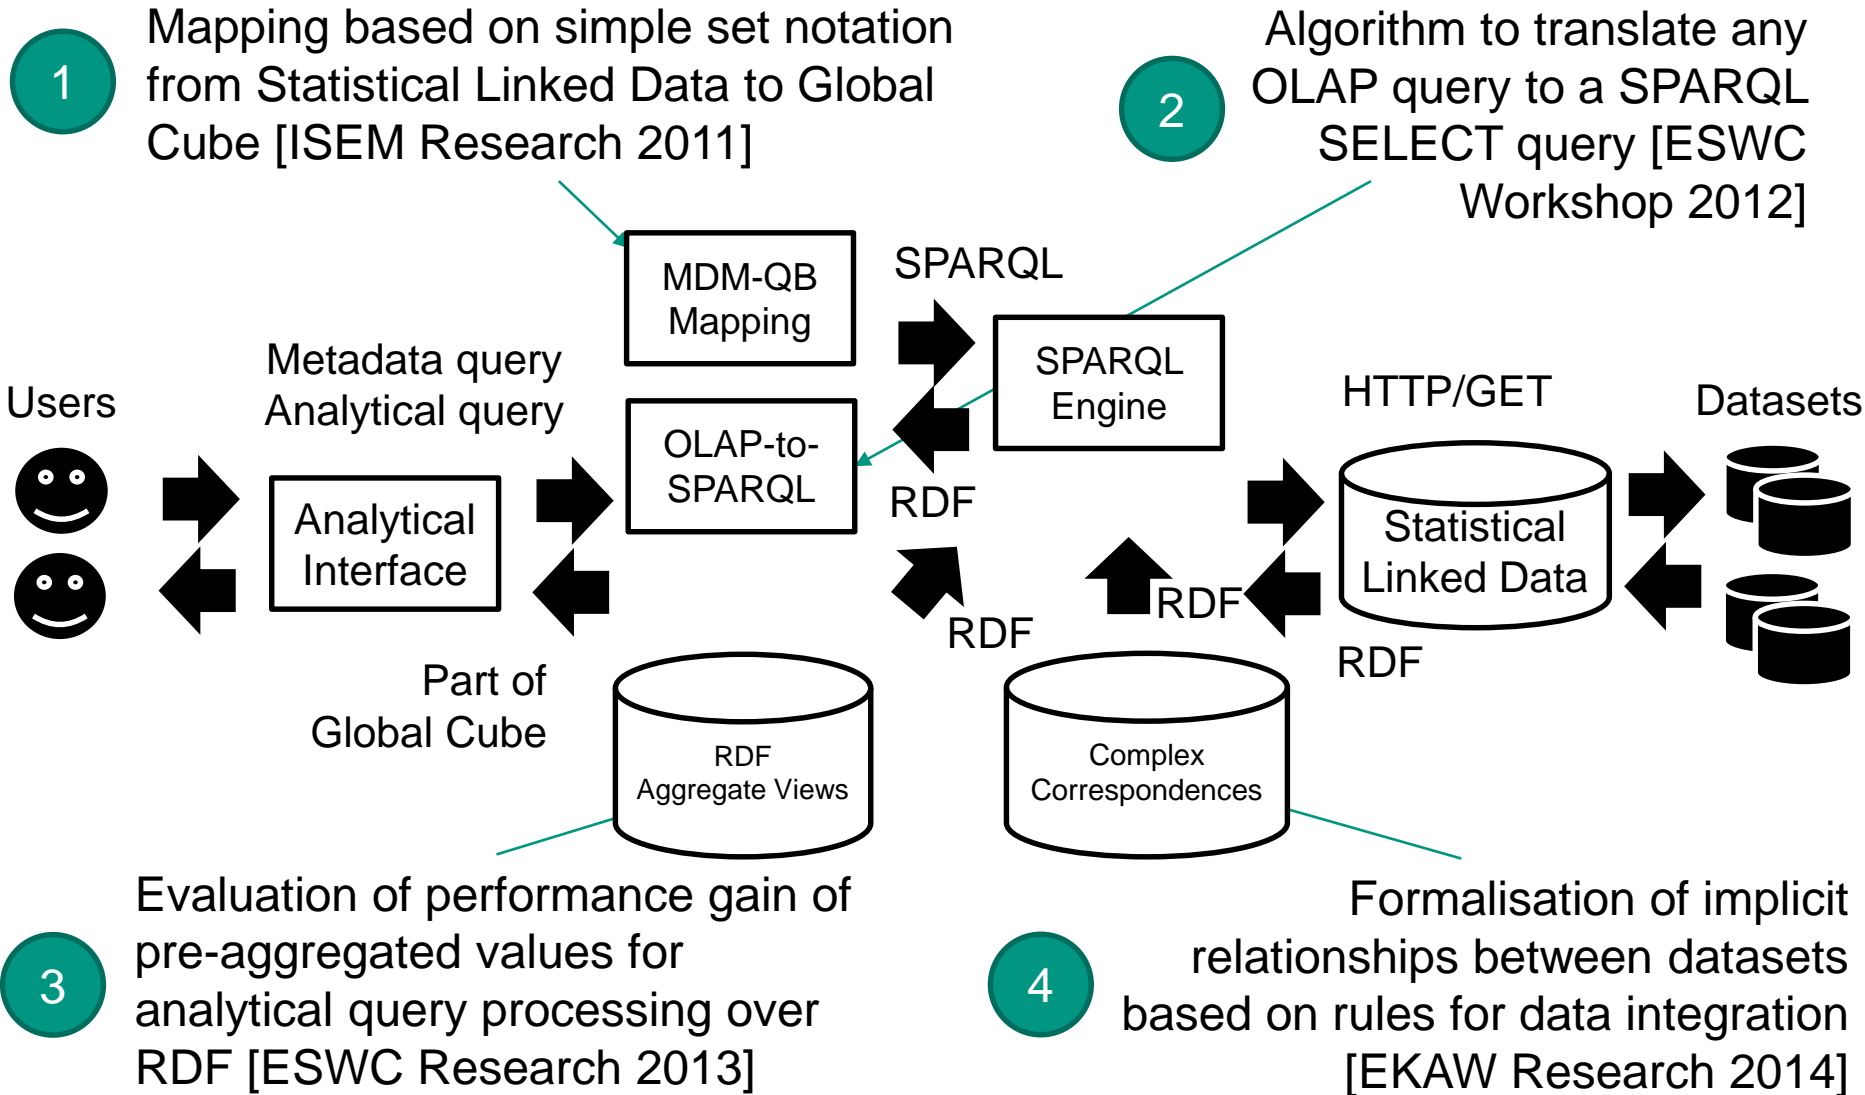 1
Mapping based on simple set notation
from Statistical Linked Data to Global
Cube [ISEM Research 2011]
2
Algorithm to translate any
OLAP query to a SPARQL
SELECT query [ESWC
Workshop 2012]
MDM-QB
Mapping
SPARQL
SPARQL
Engine
Metadata query
Analytical query
Users
HTTP/GET
Datasets
OLAP-to-
SPARQL
RDF
Analytical
Interface
Statistical
Linked Data
RDF
RDF
RDF
Part of
Global Cube
RDF
Aggregate Views
Complex
Correspondences
3
Evaluation of performance gain of
pre-aggregated values for
analytical query processing over
RDF [ESWC Research 2013]
4
Formalisation of implicit
relationships between datasets
based on rules for data integration
[EKAW Research 2014]